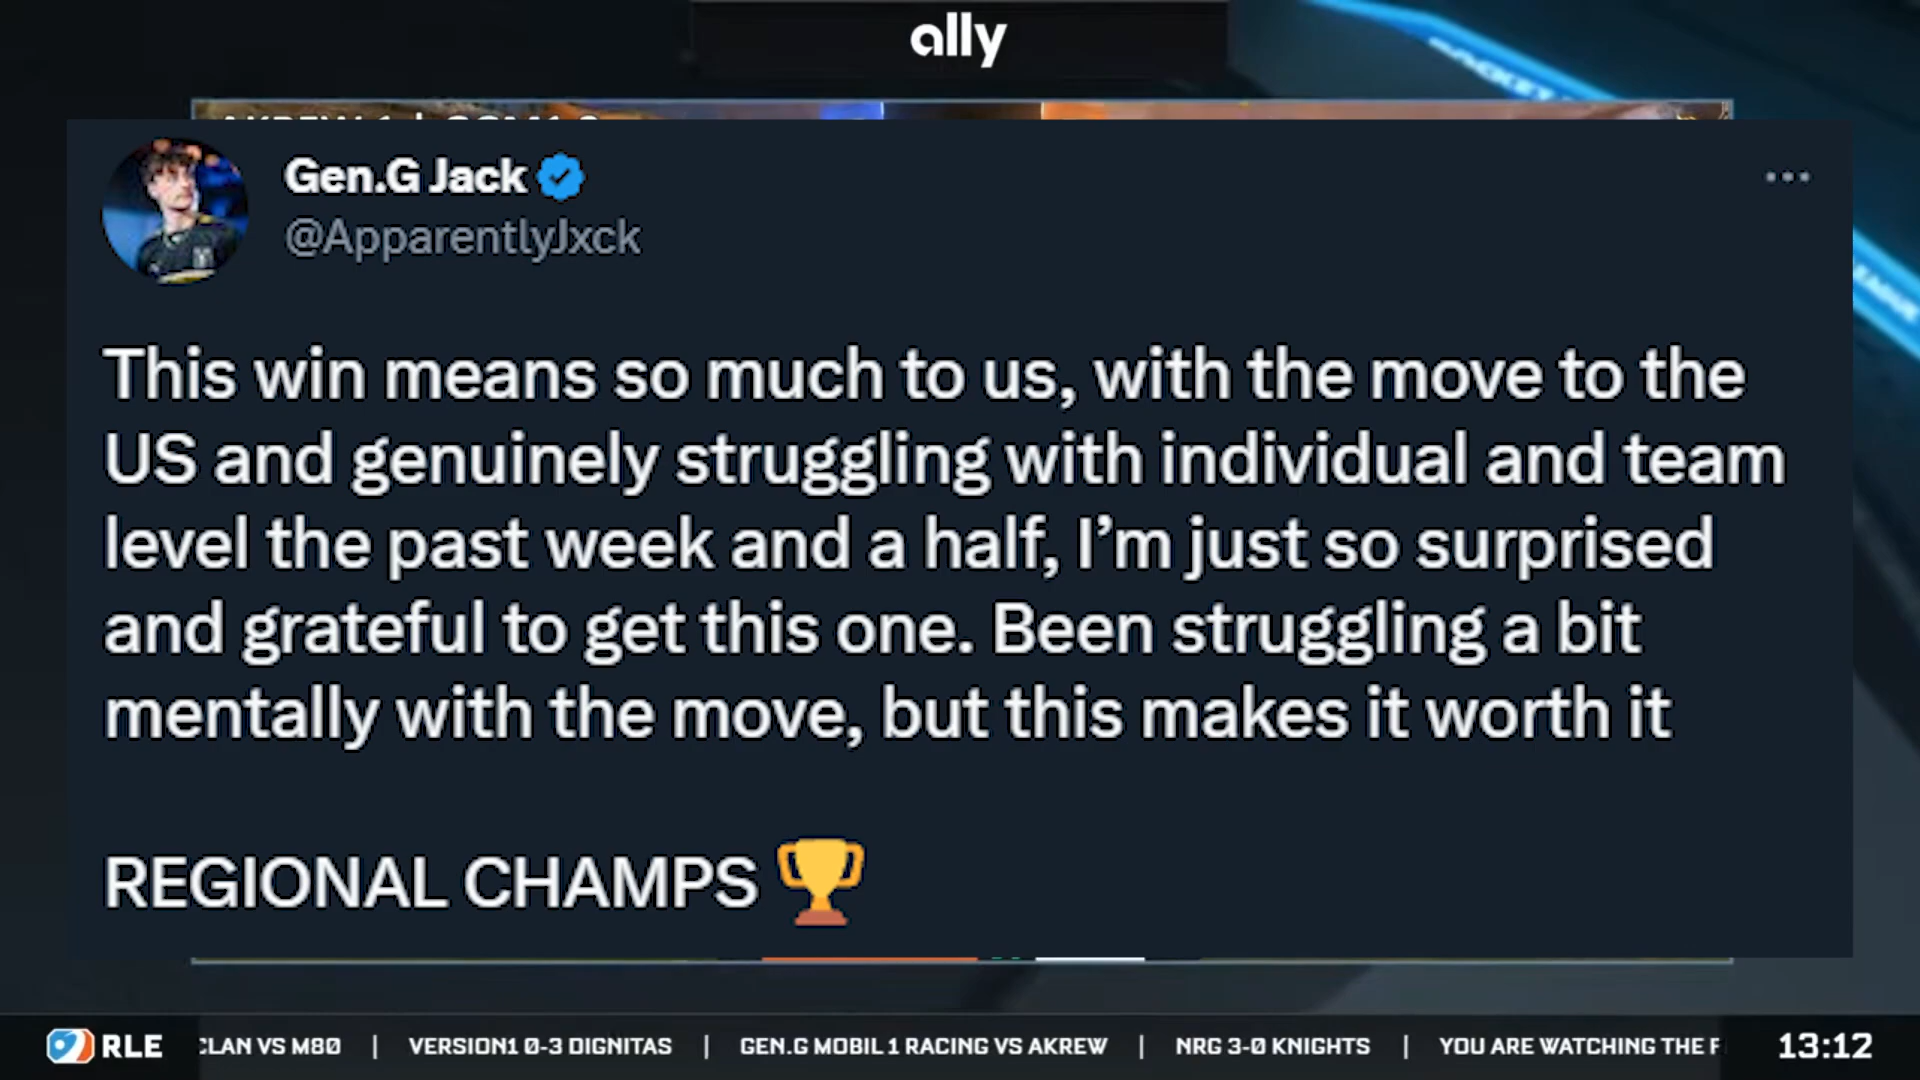 ally
Gen.G Jack
@ApparentlyJxck
This win means so much to us, with the move to the
US and genuinely struggling with individual and team
level the past week and a half, I’m just so surprised
and grateful to get this one. Been struggling a bit
mentally with the move, but this makes it worth it
REGIONAL CHAMPS 🏆
RLE CLAN VS M80 | VERSION1 0-3 DIGNITAS | GEN.G MOBIL 1 RACING VS AKREW | NRG 3-0 KNIGHTS | YOU ARE WATCHING THE 13:12